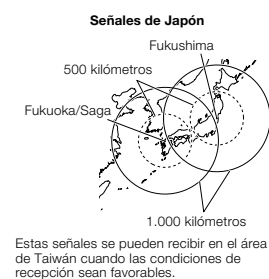 Señales de Japón
Fukushima
500 kilómetros
Fukuoka/Saga
1.000 kilómetros
Estas señales se pueden recibir en el área
de Taiwán cuando las condiciones de
recepción sean favorables.